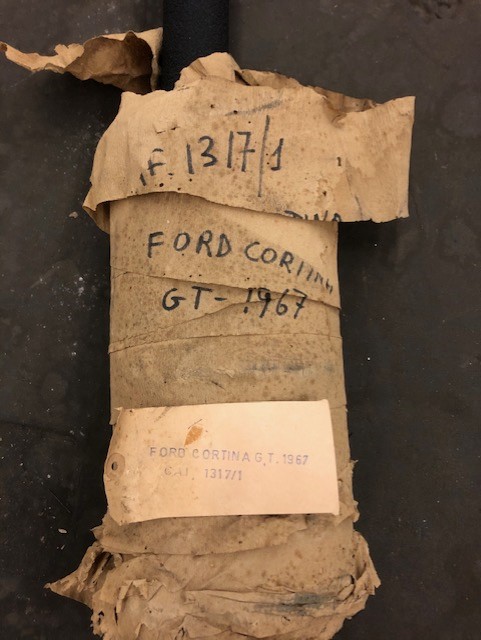 F. 1317/1
FORD CORTINA
GT - 1967
FORD CORTINA G.T. 1967
1317/1